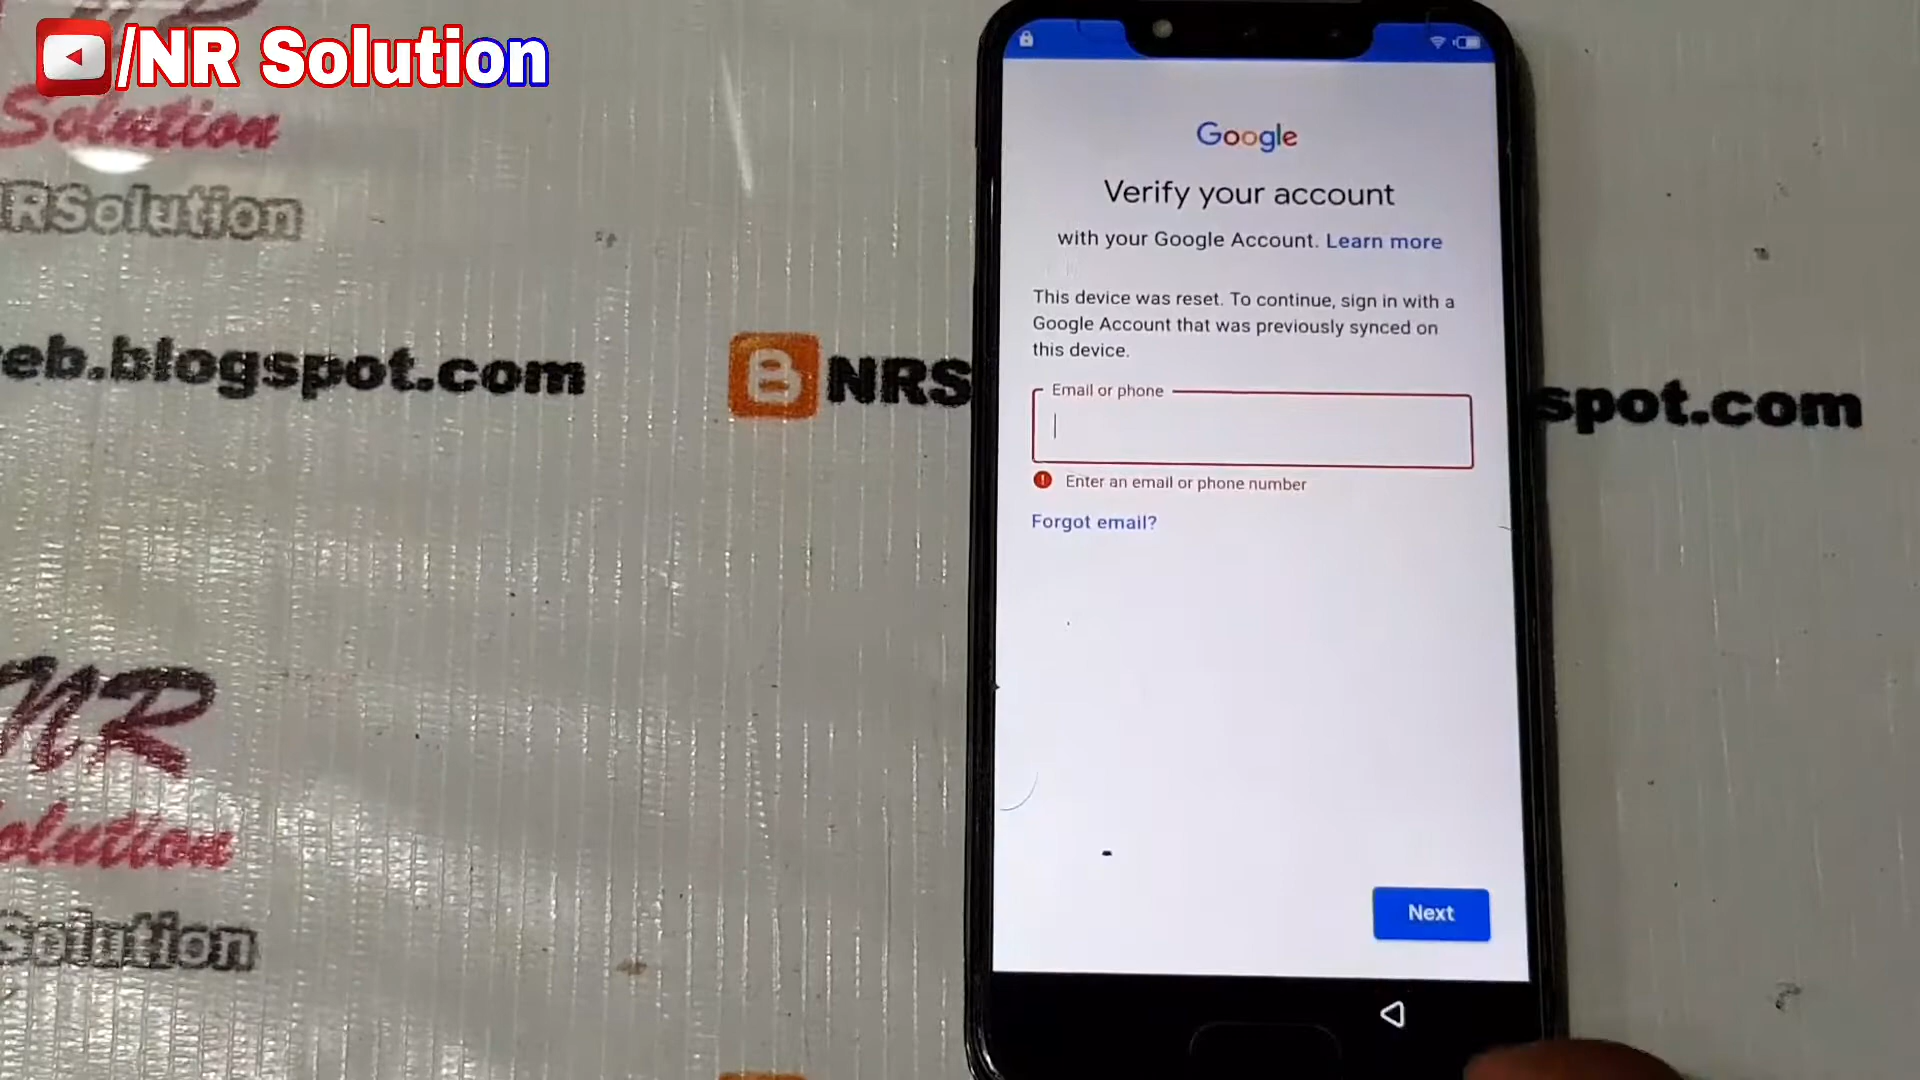 /NR Solution
Solution
RSolution
eb.blogspot.com
NRS
spot.com
NR
olution
Solution
Google
Verify your account
with your Google Account. Learn more
This device was reset. To continue, sign in with a
Google Account that was previously synced on
this device.
Email or phone
Enter an email or phone number
Forgot email?
Next